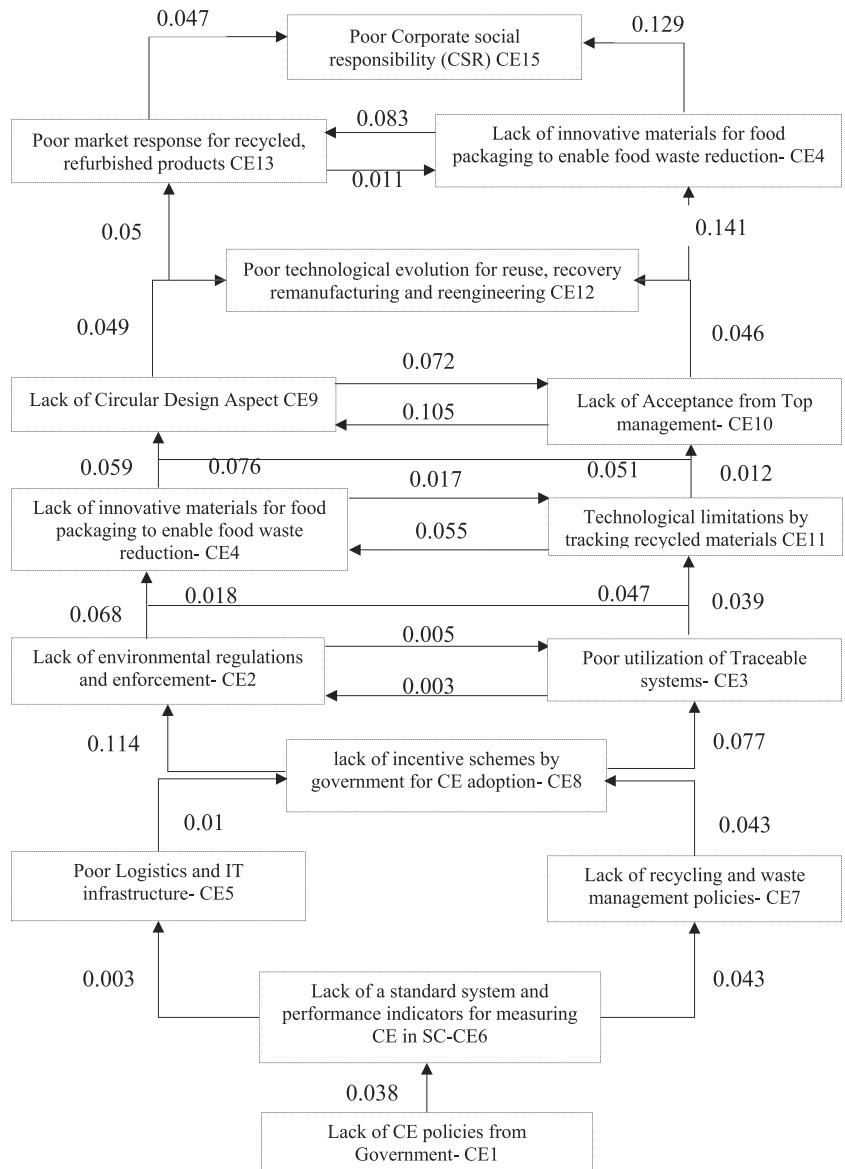 0.047
Poor Corporate social
responsibility (CSR) CE15
0.129
Poor market response for recycled,
refurbished products CE13
0.083
0.011
Lack of innovative materials for food
packaging to enable food waste reduction- CE4
0.05
0.141
Poor technological evolution for reuse, recovery
remanufacturing and reengineering CE12
0.049
0.046
Lack of Circular Design Aspect CE9
0.072
0.105
Lack of Acceptance from Top
management- CE10
0.059
0.076
0.051
0.012
Lack of innovative materials for food
packaging to enable food waste
reduction- CE4
0.017
0.055
Technological limitations by
tracking recycled materials CE11
0.068
0.018
0.047
0.039
Lack of environmental regulations
and enforcement- CE2
0.005
0.003
Poor utilization of Traceable
systems- CE3
0.114
lack of incentive schemes by
government for CE adoption- CE8
0.077
0.01
0.043
Poor Logistics and IT
infrastructure- CE5
Lack of recycling and waste
management policies- CE7
0.003
Lack of a standard system and
performance indicators for measuring
CE in SC-CE6
0.043
0.038
Lack of CE policies from
Government- CE1